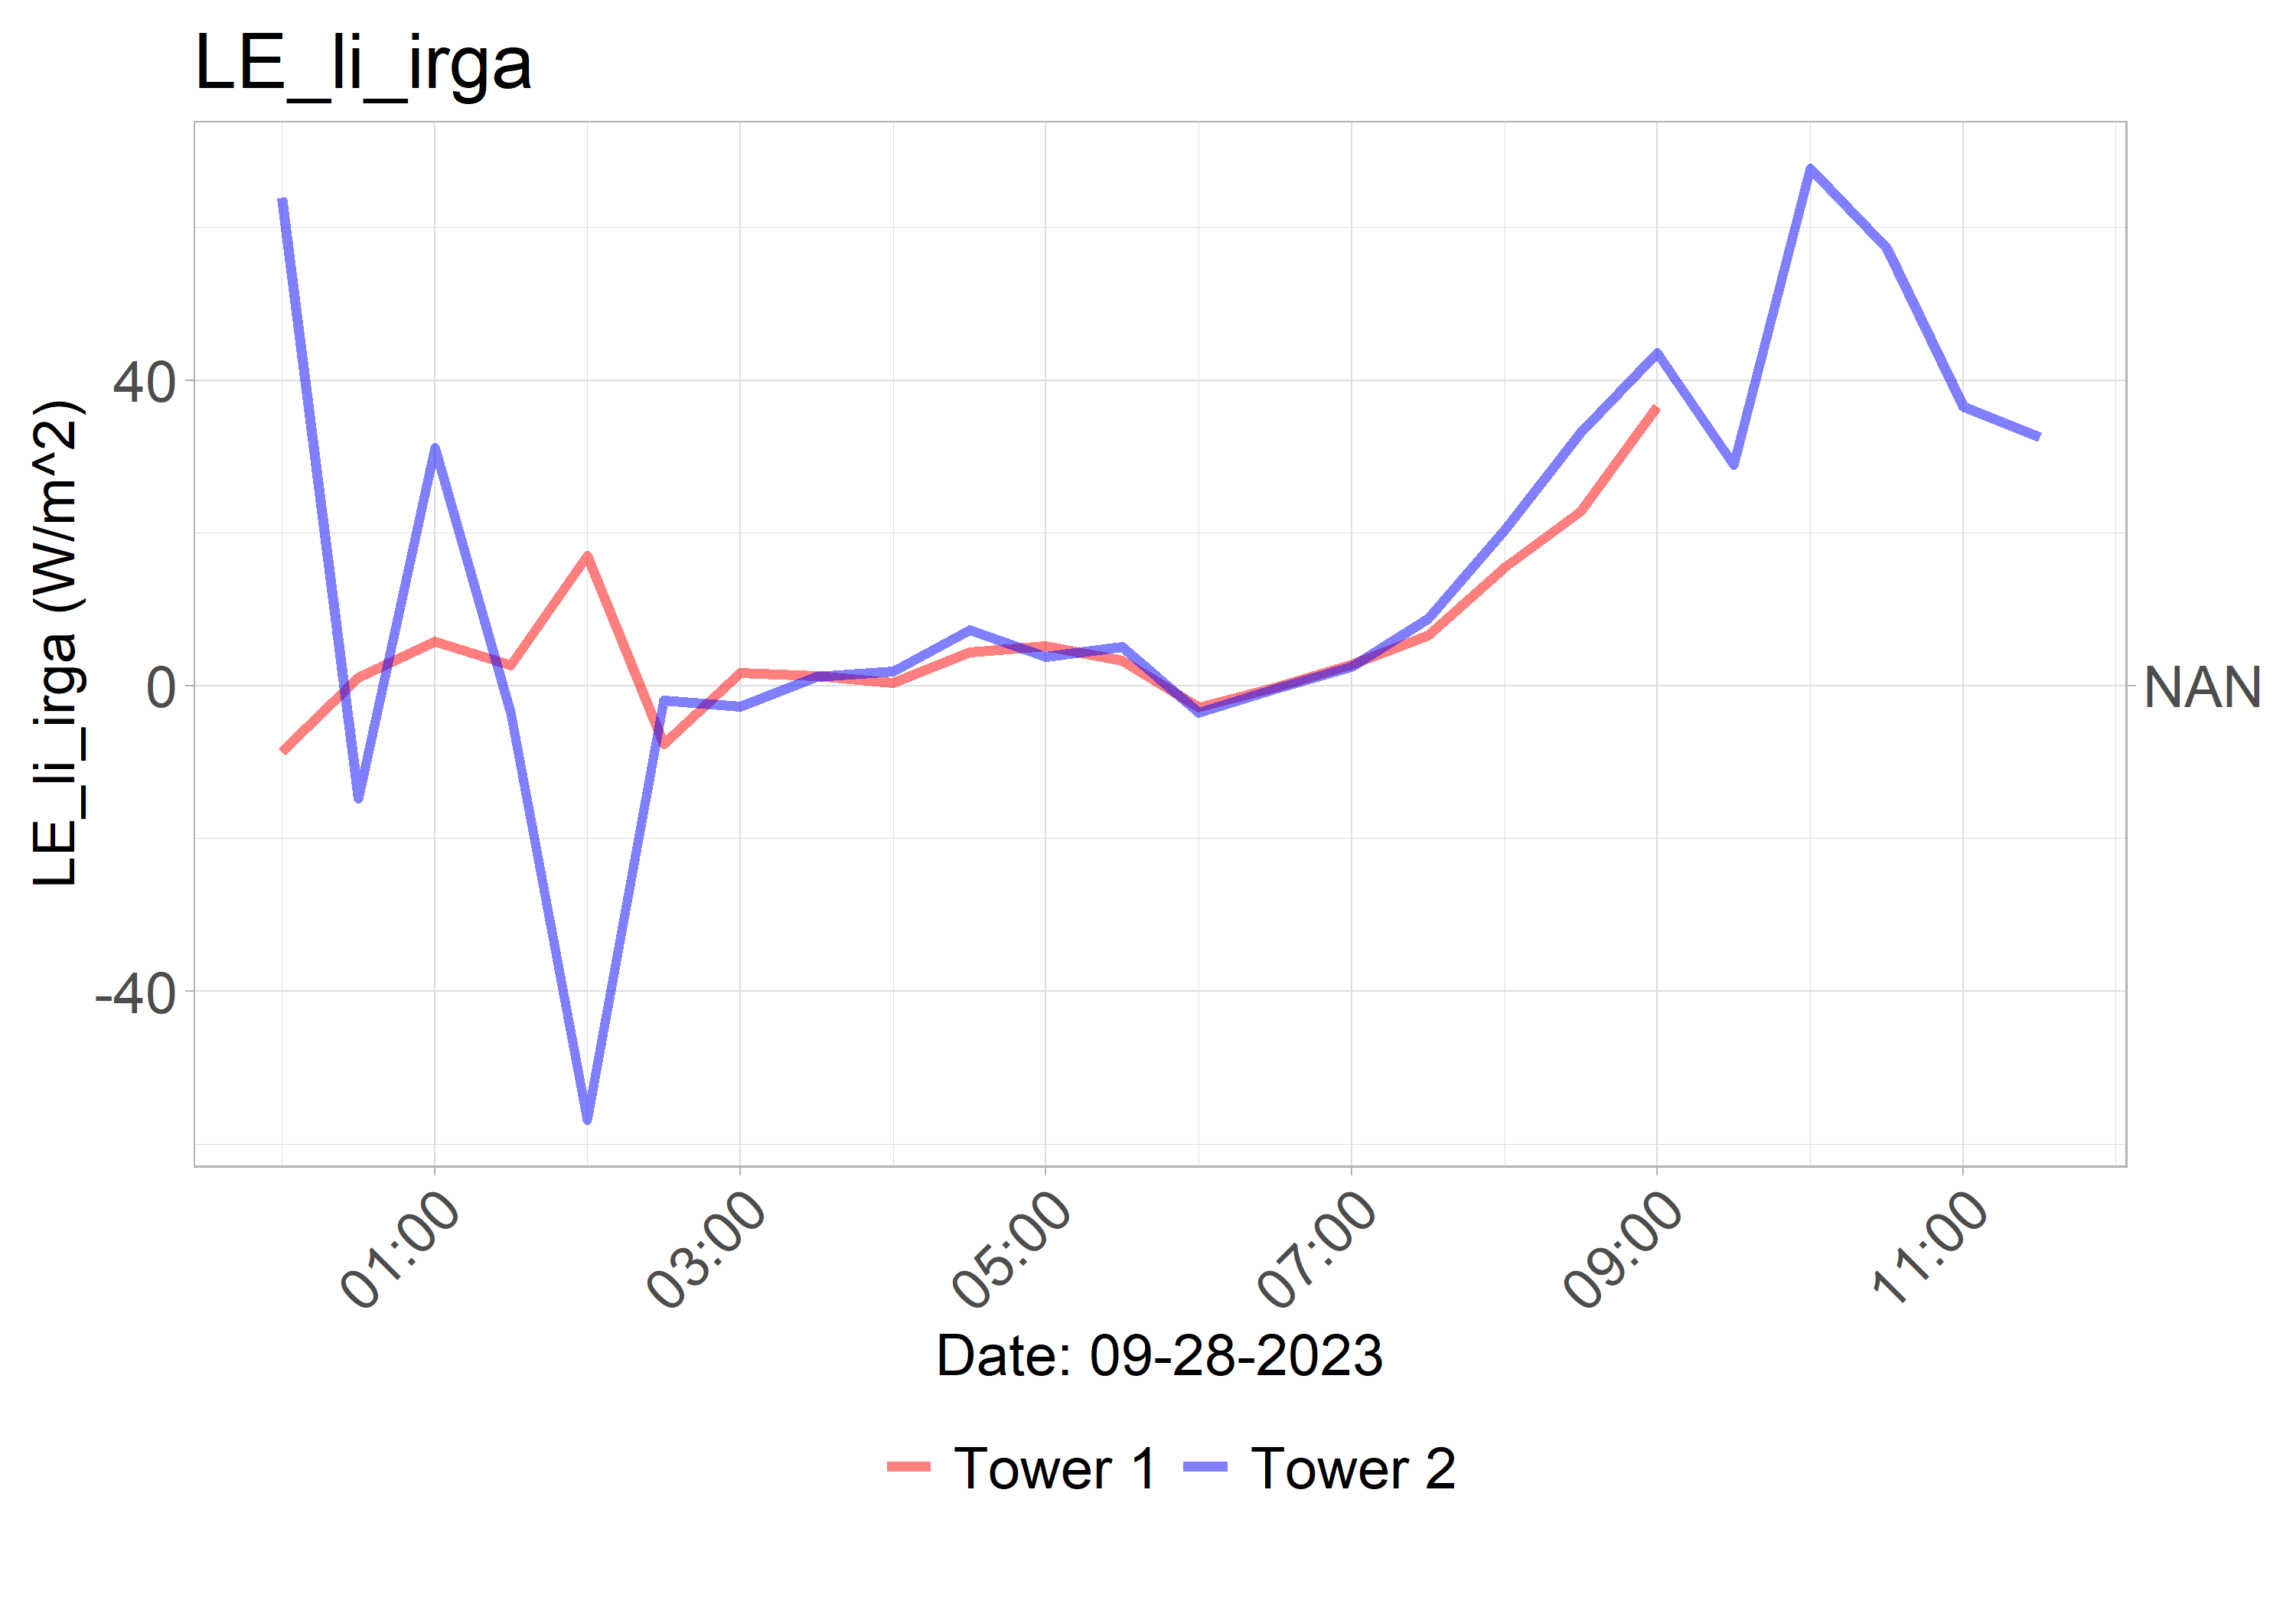 LE_li_irga
LE_li_irga (W/m^2)
40
0
-40
NAN
01:00 03:00 05:00 07:00 09:00 11:00
Date: 09-28-2023
Tower 1 Tower 2